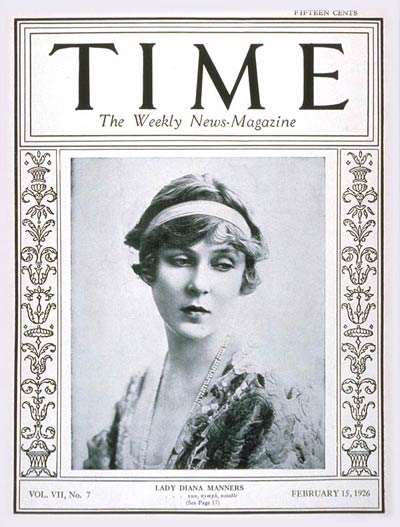 FIFTEEN CENTS
TIME
The Weekly News-Magazine
LADY DIANA MANNERS
. . . nun, nymph, notable
(See Page 17)
VOL. VII, No. 7
FEBRUARY 15, 1926